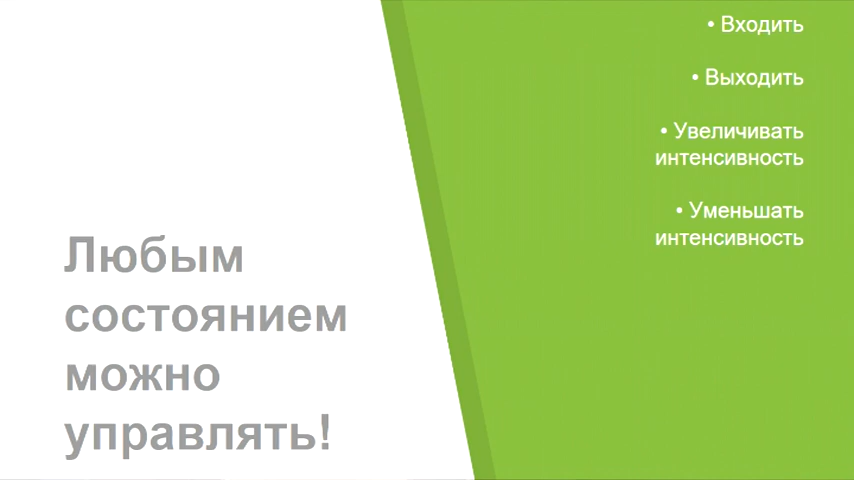 Любым
состоянием
можно
управлять!
• Входить
• Выходить
• Увеличивать
интенсивность
• Уменьшать
интенсивность